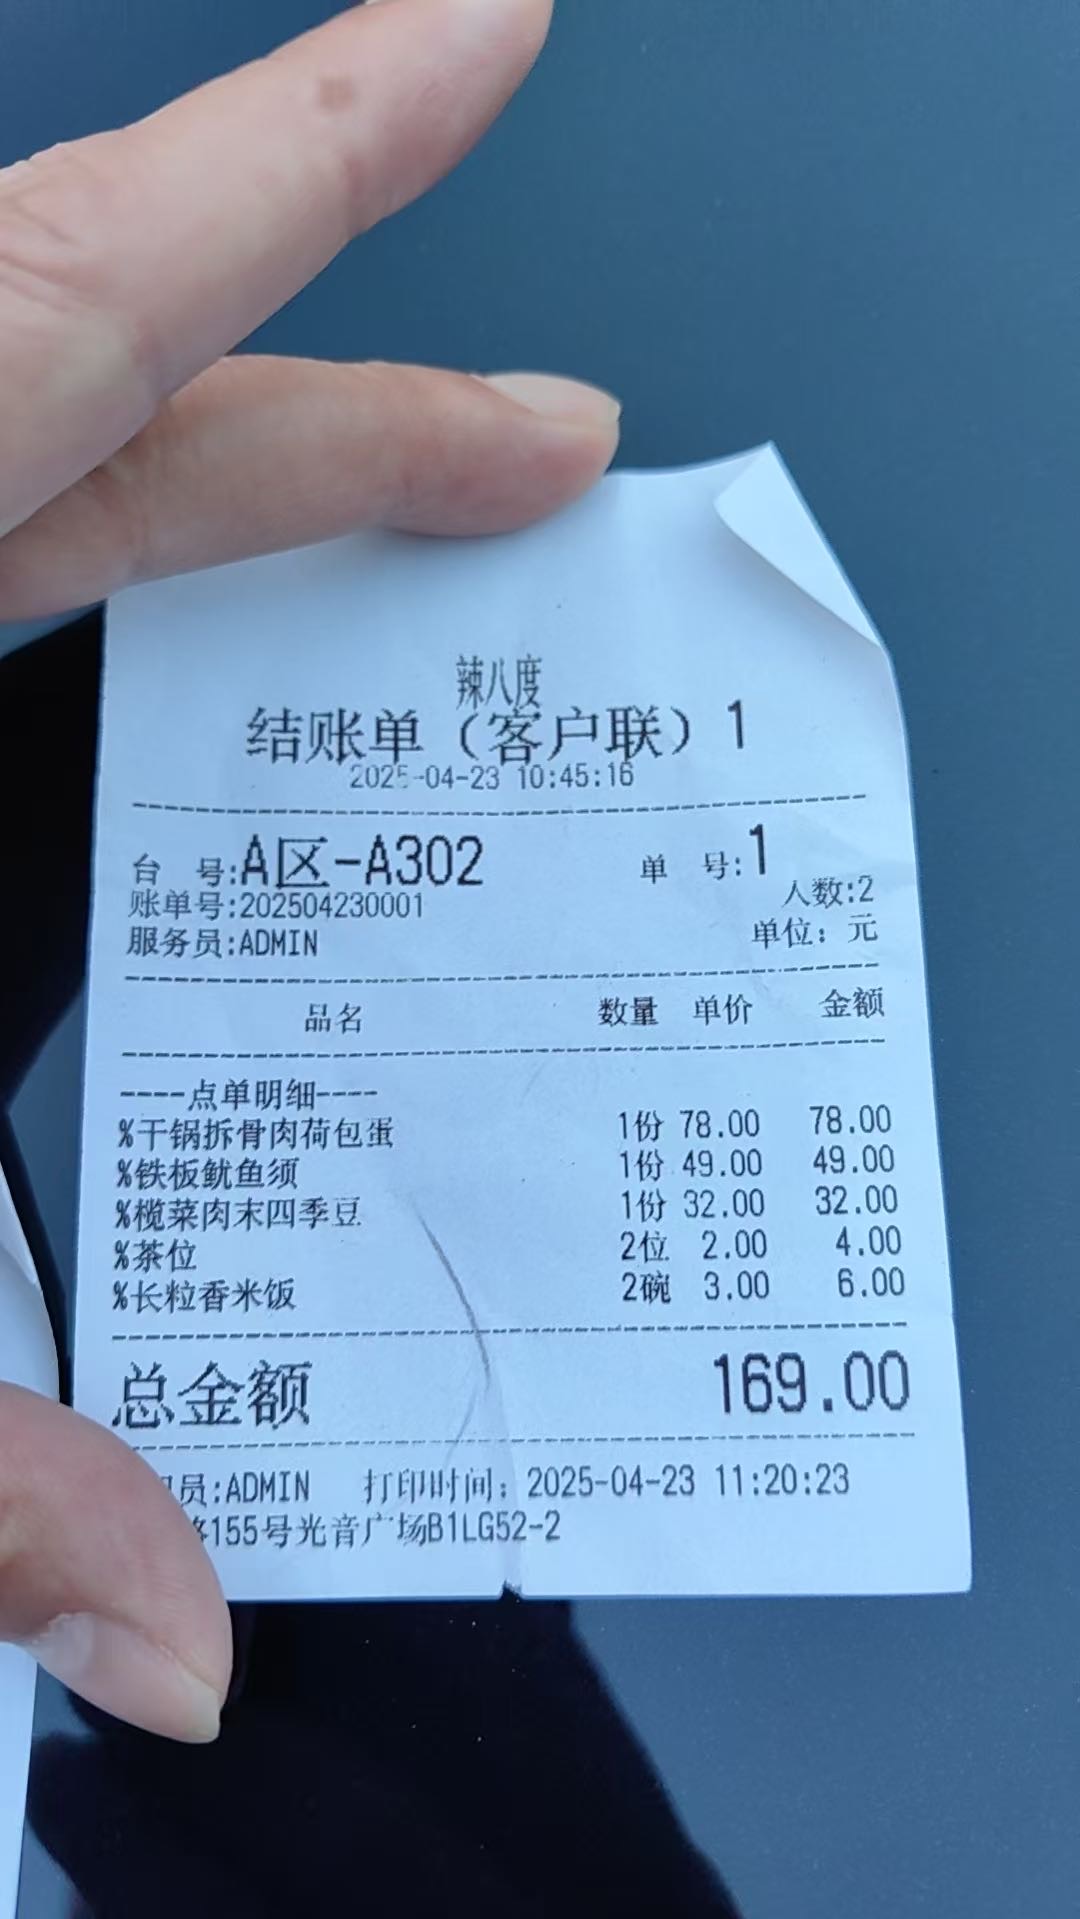 辣八度
结账单（客户联）1
2025-04-23 10:45:16
台 号:A区-A302 单 号:1
账单号:202504230001 人数:2
服务员:ADMIN 单位：元
品名 数量 单价 金额
----点单明细----
%干锅拆骨肉荷包蛋 1份 78.00 78.00
%铁板鱿鱼须 1份 49.00 49.00
%榄菜肉末四季豆 1份 32.00 32.00
%茶位 2位 2.00 4.00
%长粒香米饭 2碗 3.00 6.00
总金额 169.00
员:ADMIN 打印时间：2025-04-23 11:20:23
155号光音广场B1LG52-2